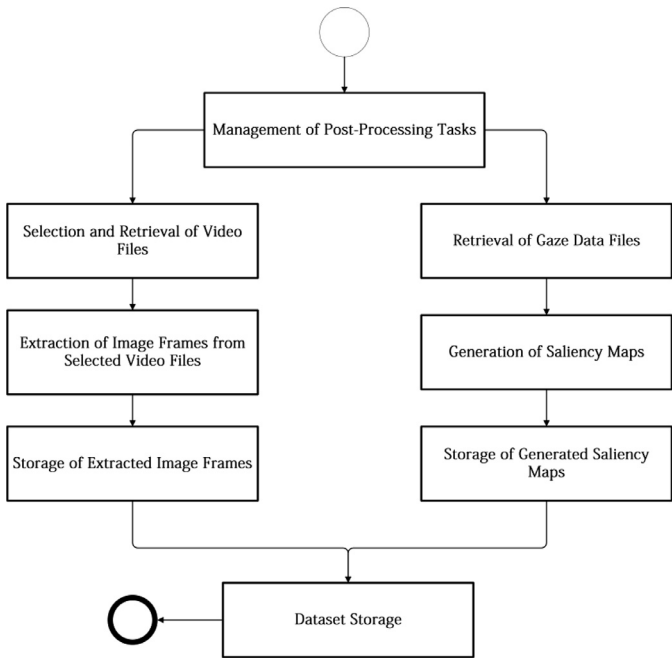 Management of Post-Processing Tasks
Selection and Retrieval of Video
Files
Retrieval of Gaze Data Files
Extraction of Image Frames from
Selected Video Files
Generation of Saliency Maps
Storage of Extracted Image Frames
Storage of Generated Saliency
Maps
Dataset Storage